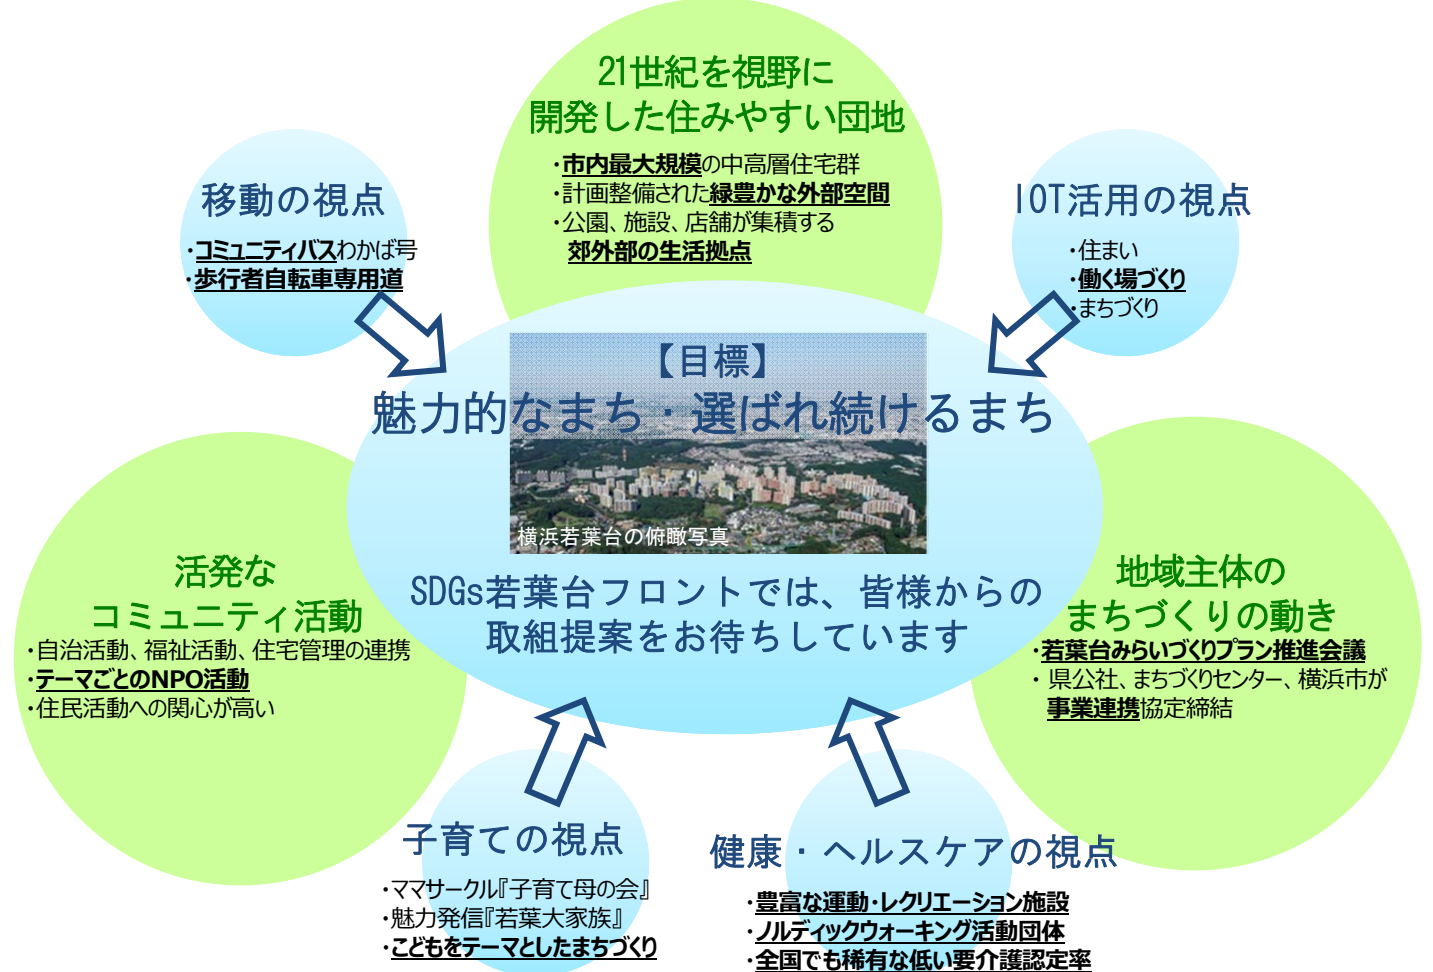 21世紀を視野に
開発した住みやすい団地
・市内最大規模の中高層住宅群
・計画整備された緑豊かな外部空間
・公園、施設、店舗が集積する
郊外部の生活拠点
移動の視点
・コミュニティバスわかば号
・歩行者自転車専用道
IOT活用の視点
・住まい
・働く場づくり
・まちづくり
【目標】
魅力的なまち・選ばれ続けるまち
横浜若葉台の俯瞰写真
SDGs若葉台フロントでは、皆様からの
取組提案をお待ちしています
活発な
コミュニティ活動
・自治活動、福祉活動、住宅管理の連携
・テーマごとのNPO活動
・住民活動への関心が高い
地域主体の
まちづくりの動き
・若葉台みらいづくりプラン推進会議
・県公社、まちづくりセンター、横浜市が
事業連携協定締結
子育ての視点
・ママサークル『子育て母の会』
・魅力発信『若葉大家族』
・こどもをテーマとしたまちづくり
健康・ヘルスケアの視点
・豊富な運動・レクリエーション施設
・ノルディックウォーキング活動団体
・全国でも稀有な低い要介護認定率